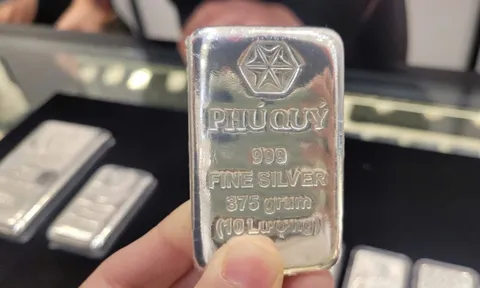 PHÚ QUÝ
999
FINE SILVER
375 gram
(10 Lượng)